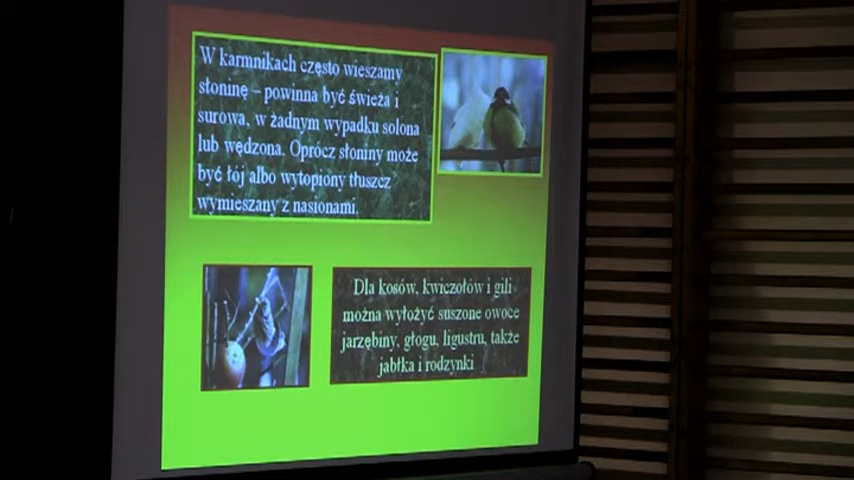 W karmnikach często wieszamy
słoninę – powinna być świeża i
surowa, w żadnym wypadku solona
lub wędzona. Oprócz słoniny może
być łój albo wytopiony tłuszcz
wymieszany z nasionami.
Dla kosów, kwiczołów i gili
można wyłożyć suszone owoce
jarzębiny, głogu, ligustru, także
jabłka i rodzynki